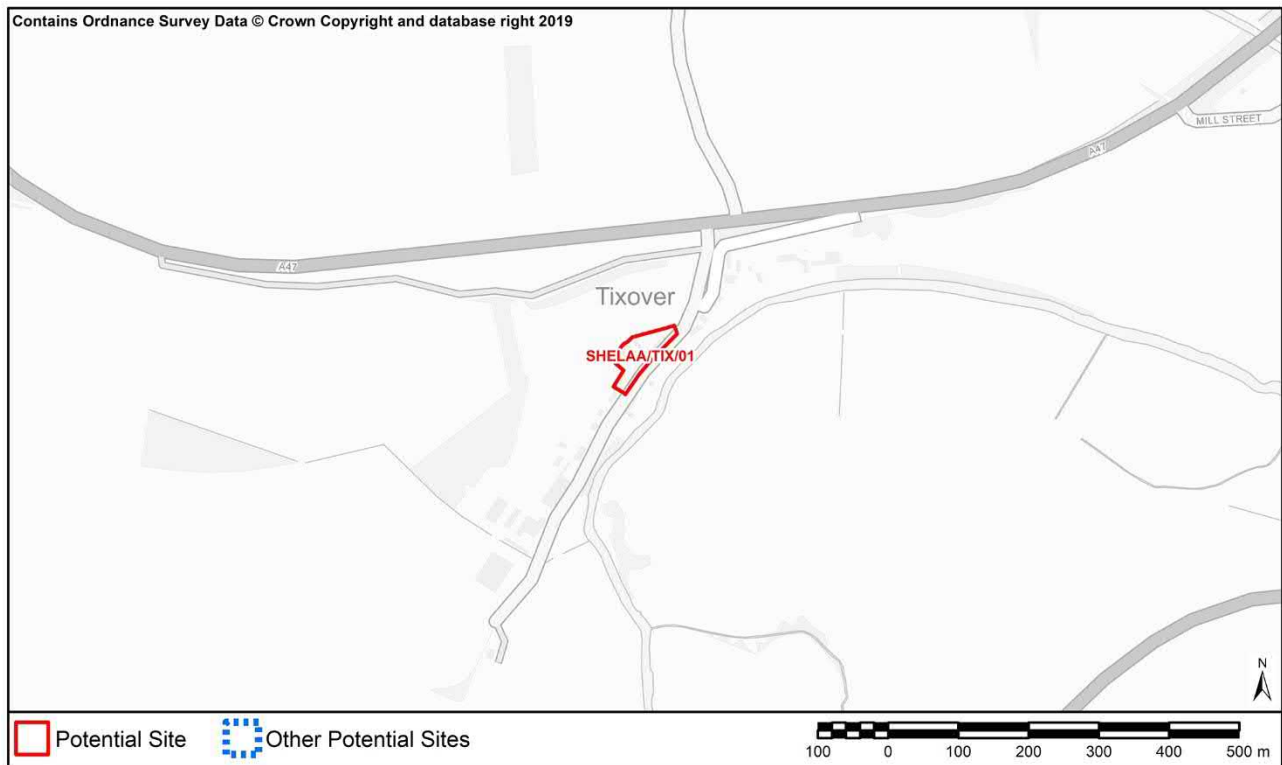 Contains Ordnance Survey Data © Crown Copyright and database right 2019
MILL STREET
A47
A47
Tixover
SHELAA/TIX/01
N
Potential Site
Other Potential Sites
100 0 100 200 300 400 500 m